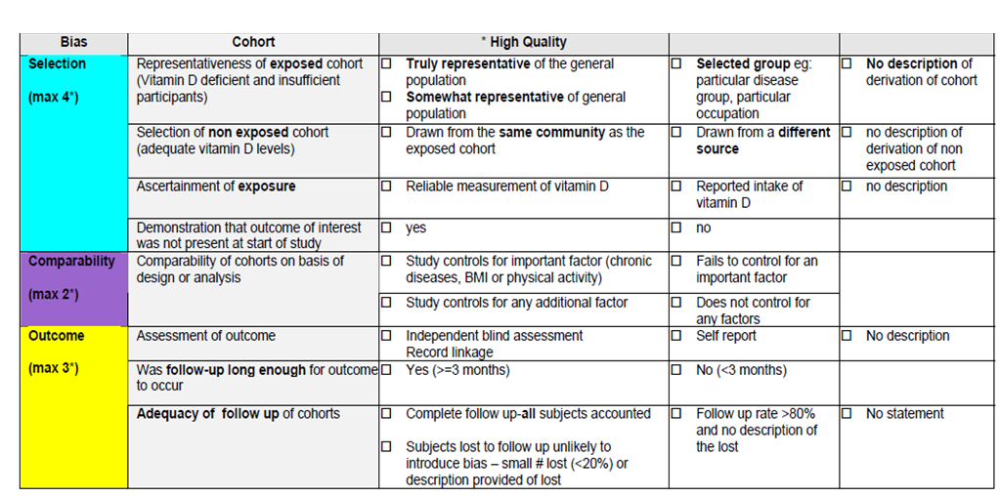 Bias Cohort * High Quality
Selection
(max 4*)
Representativeness of exposed cohort
(Vitamin D deficient and insufficient
participants)
☐ Truly representative of the general
population
☐ Somewhat representative of general
population
☐ Selected group eg:
particular disease
group, particular
occupation
☐ No description of
derivation of cohort
Selection of non exposed cohort
(adequate vitamin D levels)
☐ Drawn from the same community as the
exposed cohort
☐ Drawn from a different
source
☐ no description of
derivation of non
exposed cohort
Ascertainment of exposure
☐ Reliable measurement of vitamin D
☐ Reported intake of
vitamin D
☐ no description
Demonstration that outcome of interest
was not present at start of study
☐ yes
☐ no
Comparability
(max 2*)
Comparability of cohorts on basis of
design or analysis
☐ Study controls for important factor (chronic
diseases, BMI or physical activity)
☐ Fails to control for an
important factor
☐ Study controls for any additional factor
☐ Does not control for
any factors
Outcome
(max 3*)
Assessment of outcome
☐ Independent blind assessment
Record linkage
☐ Self report
☐ No description
Was follow-up long enough for outcome
to occur
☐ Yes (>=3 months)
☐ No (<3 months)
Adequacy of follow up of cohorts
☐ Complete follow up-all subjects accounted
☐ Subjects lost to follow up unlikely to
introduce bias – small # lost (<20%) or
description provided of lost
☐ Follow up rate >80%
and no description of
the lost
☐ No statement